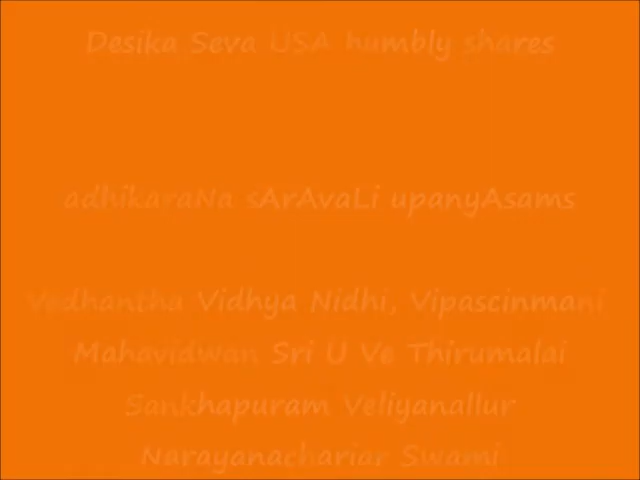 Desika Seva USA humbly shares
adhikaraNa sArAvaLi upanyAsams
Vedhantha Vidhya Nidhi, Vipascinmani
Mahavidwan Sri U Ve Thirumalai
Sankhapuram Veliyanallur
Narayanachariar Swami